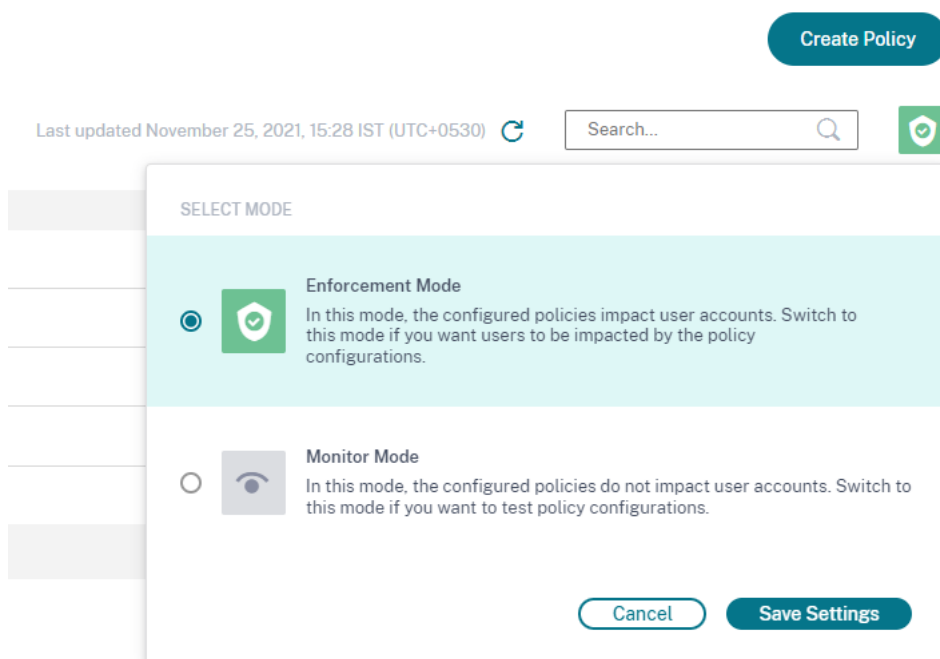 Create Policy
Last updated November 25, 2021, 15:28 IST (UTC+0530)
Search...
SELECT MODE
Enforcement Mode
In this mode, the configured policies impact user accounts. Switch to
this mode if you want users to be impacted by the policy
configurations.
Monitor Mode
In this mode, the configured policies do not impact user accounts. Switch to
this mode if you want to test policy configurations.
Cancel
Save Settings